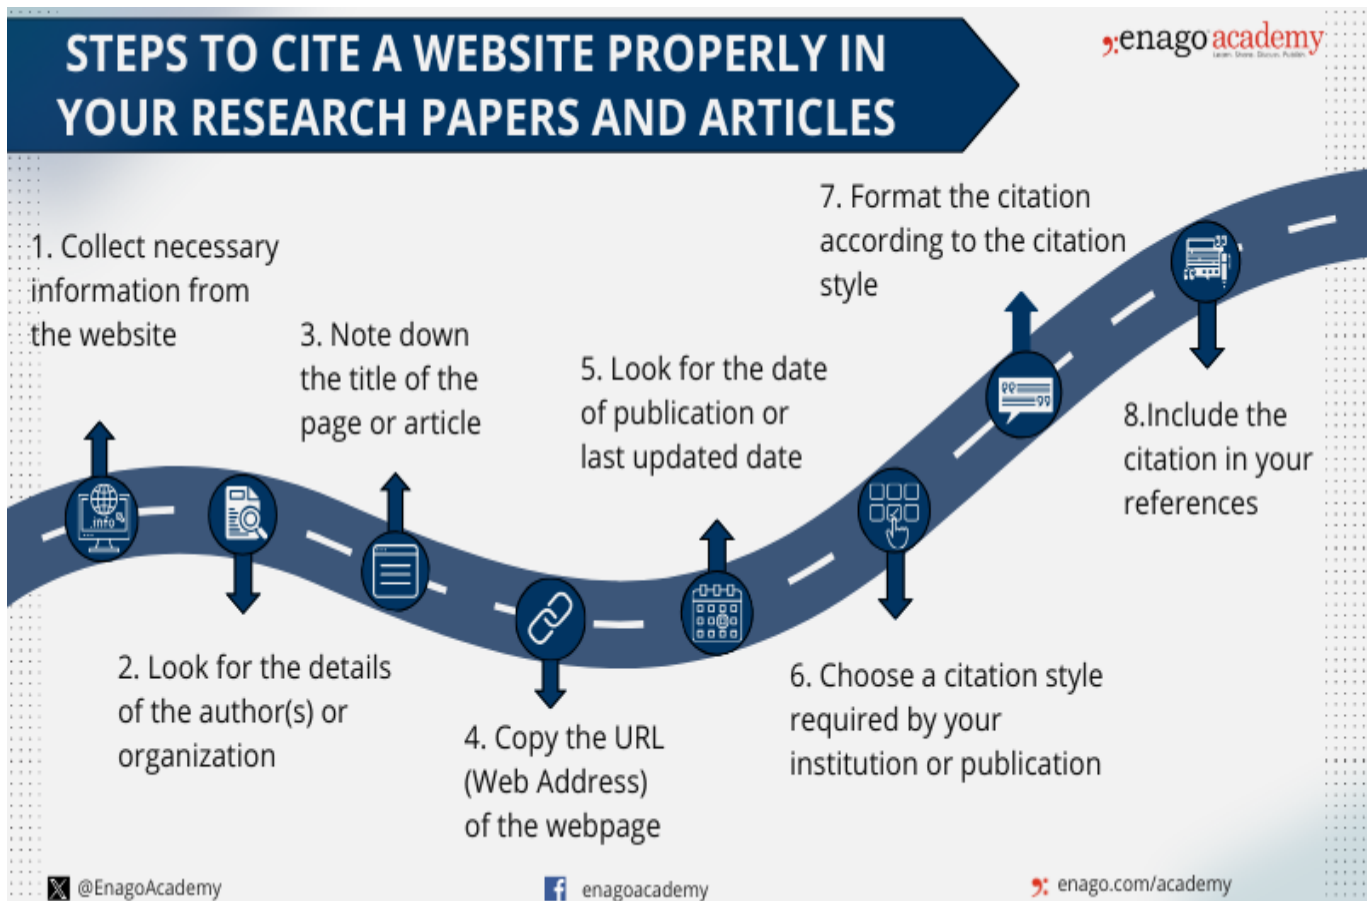 STEPS TO CITE A WEBSITE PROPERLY IN
YOUR RESEARCH PAPERS AND ARTICLES
enago academy
Learn. Share. Discuss. Publish.
1. Collect necessary
information from
the website
2. Look for the details
of the author(s) or
organization
3. Note down
the title of the
page or article
4. Copy the URL
(Web Address)
of the webpage
5. Look for the date
of publication or
last updated date
6. Choose a citation style
required by your
institution or publication
7. Format the citation
according to the citation
style
8.Include the
citation in your
references
.info
@EnagoAcademy
enagoacademy
enago.com/academy